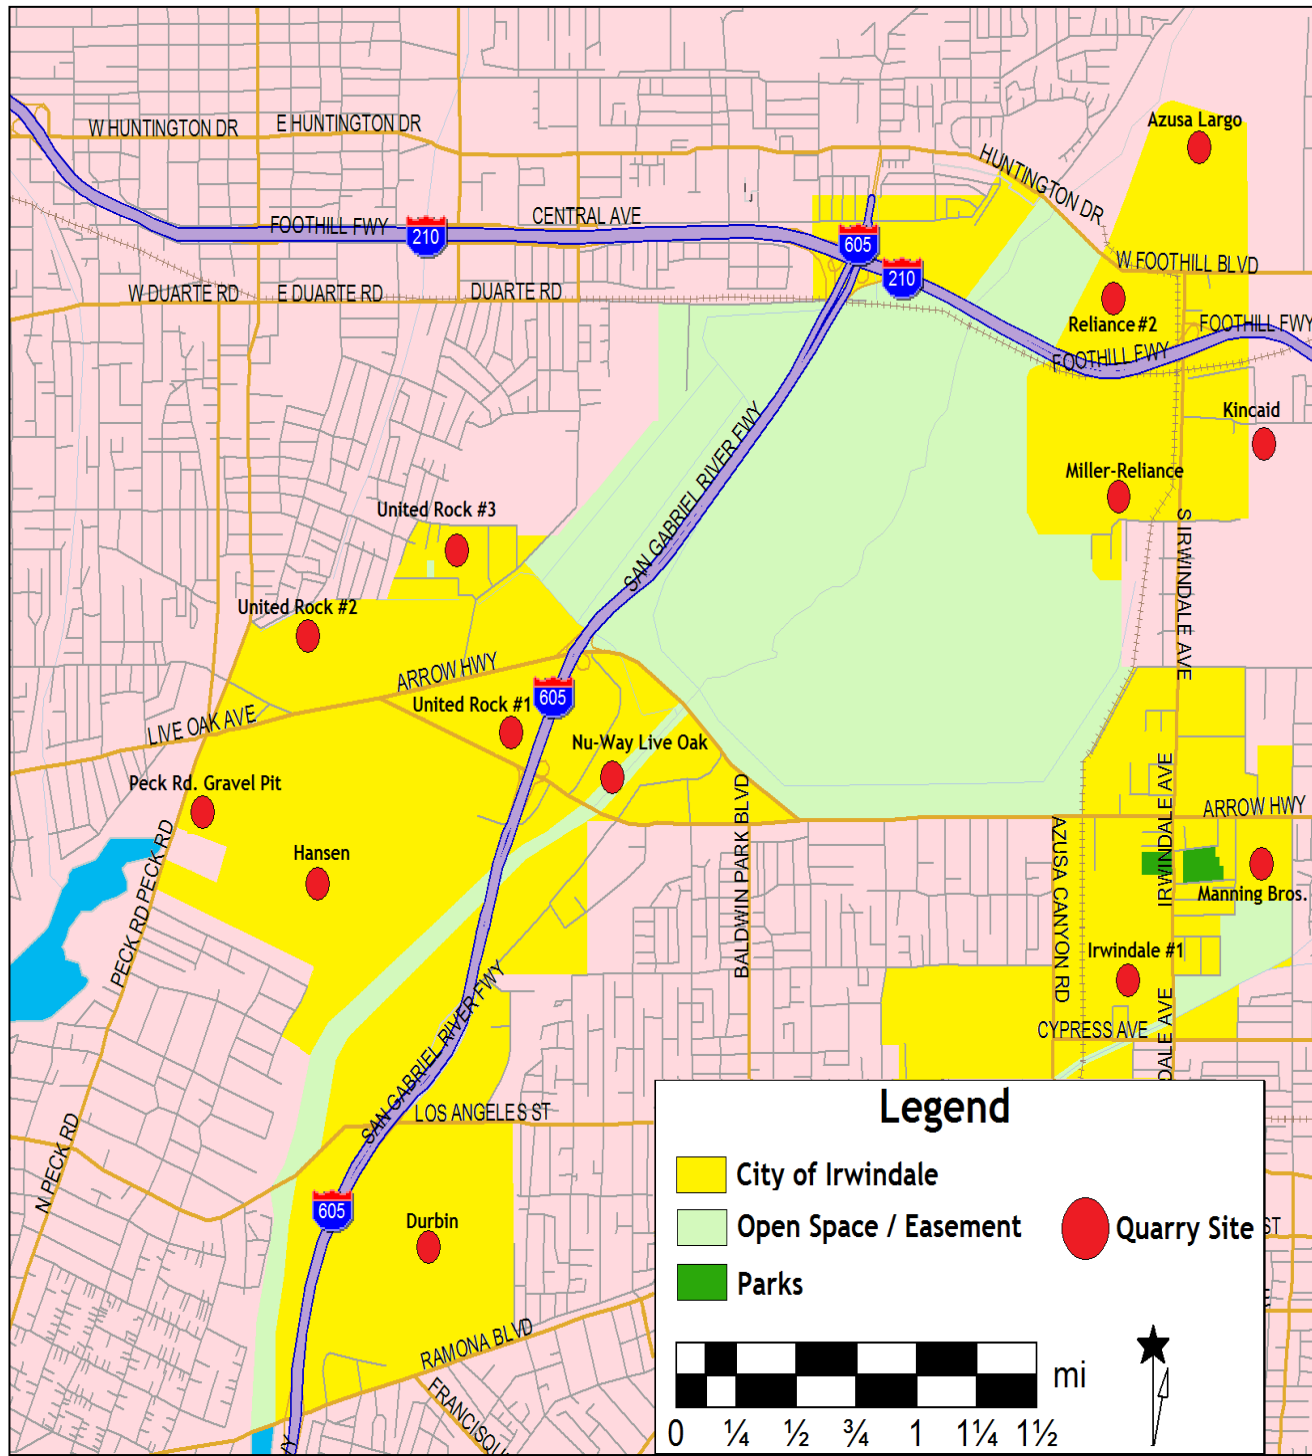 Azusa Largo
W HUNTINGTON DR
E HUNTINGTON DR
HUNTINGTON DR
FOOTHILL FWY
210
CENTRAL AVE
605
210
W FOOTHILL BLVD
W DUARTE RD
E DUARTE RD
DUARTE RD
Reliance #2
FOOTHILL FWY
FOOTHILL FWY
Kincaid
SAN GABRIEL RIVER FWY
Miller-Reliance
United Rock #3
S IRWINDALE AVE
United Rock #2
ARROW HWY
605
United Rock #1
LIVE OAK AVE
Nu-Way Live Oak
Peck Rd. Gravel Pit
BALDWIN PARK BLVD
IRWINDALE AVE
ARROW HWY
PECK RD PECK RD
Hansen
AZUSA CANYON RD
Manning Bros.
Irwindale #1
SAN GABRIEL RIVER FWY
CYPRESS AVE
DALE AVE
LOS ANGELES ST
N PECK RD
605
Durbin
RAMONA BLVD
FRANCISQU
Legend
City of Irwindale
Open Space / Easement
Quarry Site
Parks
ST
E
mi
0 ¼ ½ ¾ 1 1¼ 1½